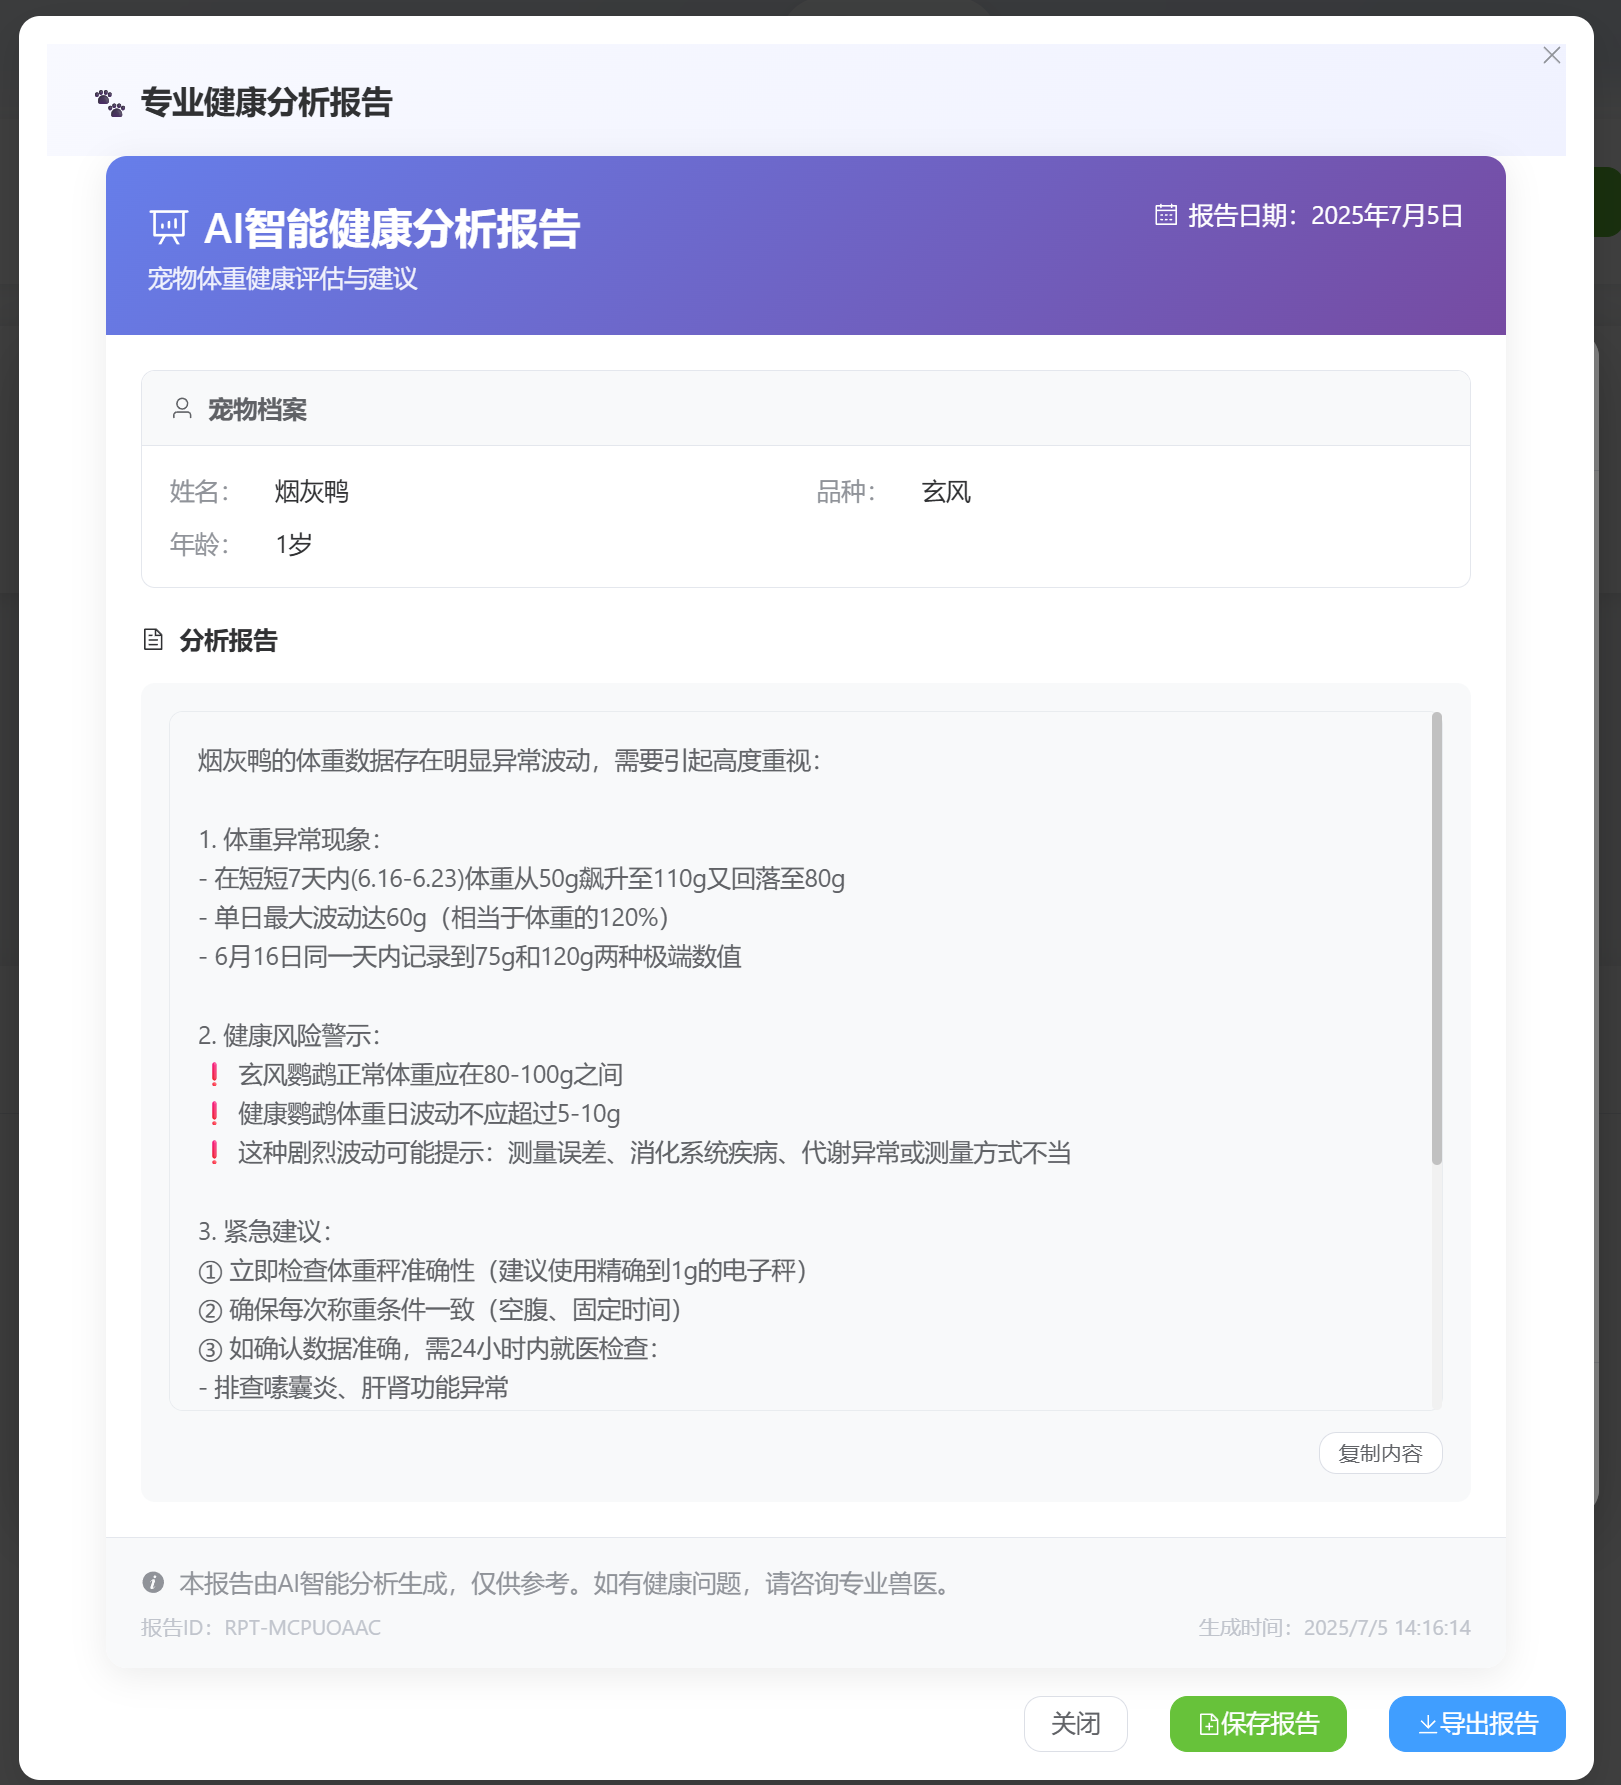 专业健康分析报告
AI智能健康分析报告
报告日期：2025年7月5日
宠物体重健康评估与建议
宠物档案
姓名： 烟灰鸭 品种： 玄风
年龄： 1岁
分析报告
烟灰鸭的体重数据存在明显异常波动，需要引起高度重视：
1. 体重异常现象：
- 在短短7天内(6.16-6.23)体重从50g飙升至110g又回落至80g
- 单日最大波动达60g（相当于体重的120%）
- 6月16日同一天内记录到75g和120g两种极端数值
2. 健康风险警示：
❗ 玄风鹦鹉正常体重应在80-100g之间
❗ 健康鹦鹉体重日波动不应超过5-10g
❗ 这种剧烈波动可能提示：测量误差、消化系统疾病、代谢异常或测量方式不当
3. 紧急建议：
① 立即检查体重秤准确性（建议使用精确到1g的电子秤）
② 确保每次称重条件一致（空腹、固定时间）
③ 如确认数据准确，需24小时内就医检查：
- 排查嗉囊炎、肝肾功能异常
复制内容
本报告由AI智能分析生成，仅供参考。如有健康问题，请咨询专业兽医。
报告ID：RPT-MCPUOAAC 生成时间：2025/7/5 14:16:14
关闭 保存报告 导出报告